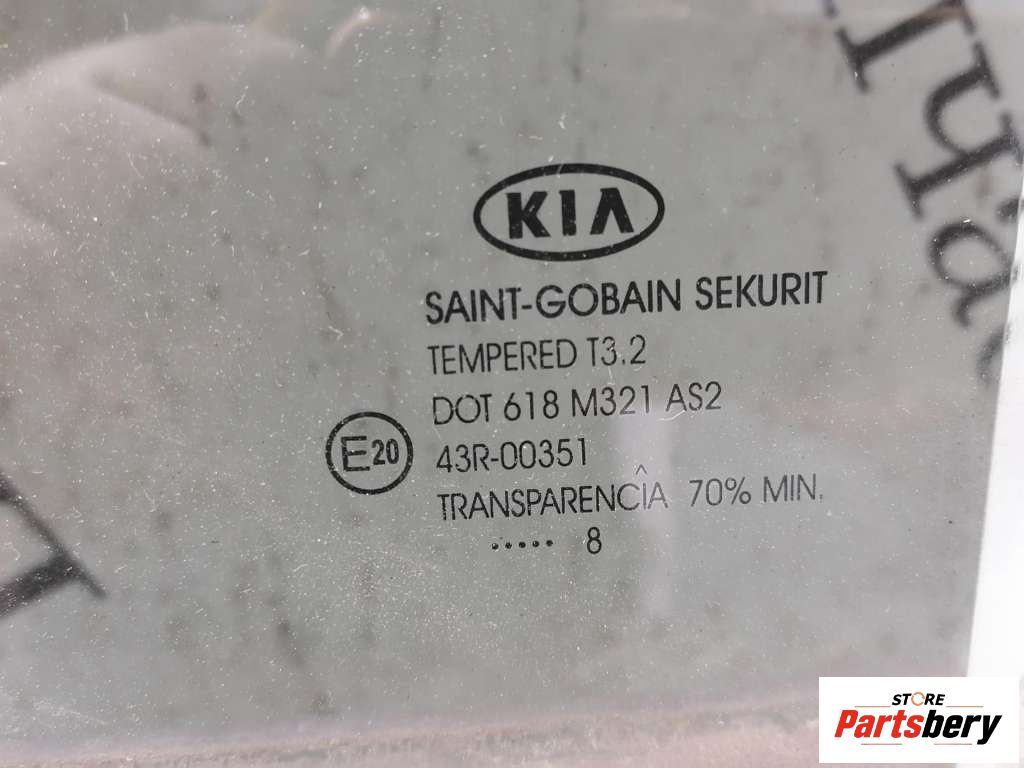 KIA
SAINT-GOBAIN SEKURIT
TEMPERED T3.2
DOT 618 M321 AS2
E20 43R-00351
TRANSPARENCÎA 70% MIN.
..... 8
STORE
Partsbery